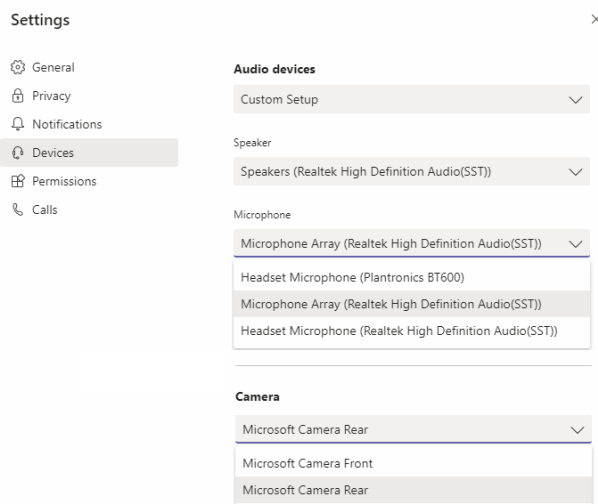 Settings
General
Privacy
Notifications
Devices
Permissions
Calls
Audio devices
Custom Setup
Speaker
Speakers (Realtek High Definition Audio(SST))
Microphone
Microphone Array (Realtek High Definition Audio(SST))
Headset Microphone (Plantronics BT600)
Microphone Array (Realtek High Definition Audio(SST))
Headset Microphone (Realtek High Definition Audio(SST))
Camera
Microsoft Camera Rear
Microsoft Camera Front
Microsoft Camera Rear